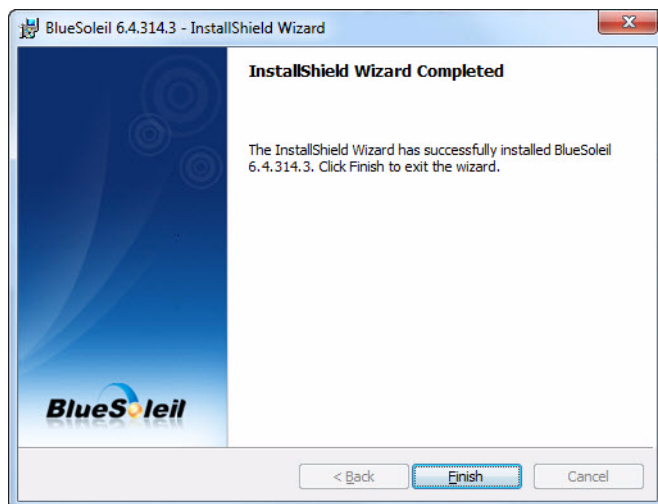 BlueSoleil 6.4.314.3 - InstallShield Wizard
InstallShield Wizard Completed
The InstallShield Wizard has successfully installed BlueSoleil
6.4.314.3. Click Finish to exit the wizard.
BlueSoleil
< Back Finish Cancel